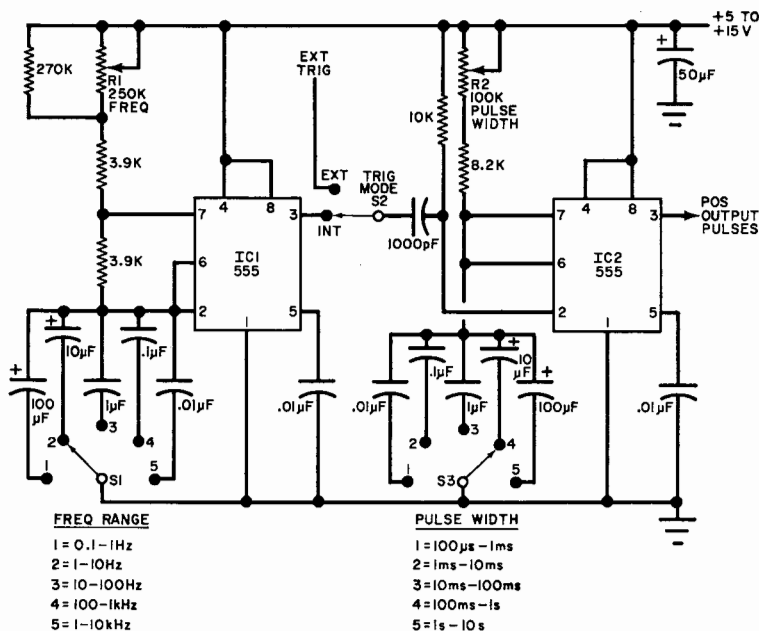 +5 TO
+15V
270K
R1
250K
FREQ
EXT
TRIG
+
50µF
R2
100K
PULSE
WIDTH
10K
3.9K
8.2K
EXT
TRIG
MODE
S2
INT
1000pF
4
8
7
3
IC1
555
6
2
1
5
4
8
7
3
IC2
555
6
2
1
5
POS
OUTPUT
PULSES
3.9K
+
10µF
.1µF
+
100
µF
1µF
.01µF
.01µF
.1µF
+
10
µF
.01µF
1µF
+
100µF
.01µF
1
2
3
4
5
S1
1
2
3
4
5
S3
FREQ RANGE
1=0.1-1Hz
2=1-10Hz
3=10-100Hz
4=100-1kHz
5=1-10kHz
PULSE WIDTH
1=100µs-1ms
2=1ms-10ms
3=10ms-100ms
4=100ms-1s
5=1s-10s